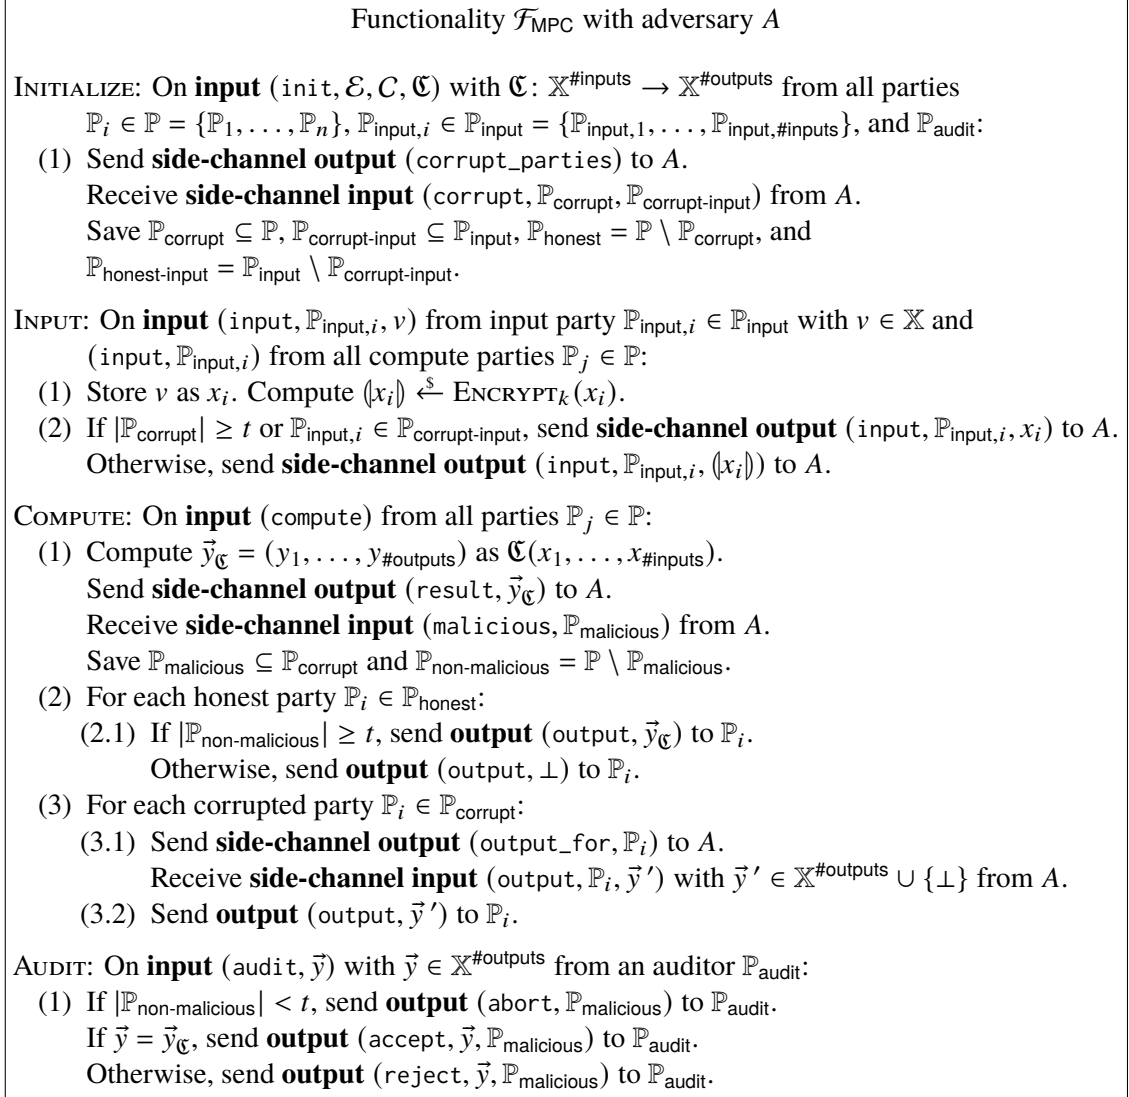 Functionality ℱ_MPC with adversary A
INITIALIZE: On input (init, ℰ, 𝒞, ℭ) with ℭ: 𝕏^#inputs → 𝕏^#outputs from all parties
ℙ_i ∈ ℙ = {ℙ_1, . . . , ℙ_n}, ℙ_input,i ∈ ℙ_input = {ℙ_input,1, . . . , ℙ_input,#inputs}, and ℙ_audit:
(1) Send side-channel output (corrupt_parties) to A.
Receive side-channel input (corrupt, ℙ_corrupt, ℙ_corrupt-input) from A.
Save ℙ_corrupt ⊆ ℙ, ℙ_corrupt-input ⊆ ℙ_input, ℙ_honest = ℙ \ ℙ_corrupt, and
ℙ_honest-input = ℙ_input \ ℙ_corrupt-input.
INPUT: On input (input, ℙ_input,i, v) from input party ℙ_input,i ∈ ℙ_input with v ∈ 𝕏 and
(input, ℙ_input,i) from all compute parties ℙ_j ∈ ℙ:
(1) Store v as x_i. Compute ⦇x_i⦈ ←$ ENCRYPT_k(x_i).
(2) If |ℙ_corrupt| ≥ t or ℙ_input,i ∈ ℙ_corrupt-input, send side-channel output (input, ℙ_input,i, x_i) to A.
Otherwise, send side-channel output (input, ℙ_input,i, ⦇x_i⦈) to A.
COMPUTE: On input (compute) from all parties ℙ_j ∈ ℙ:
(1) Compute y⃗_ℭ = (y_1, . . . , y_#outputs) as ℭ(x_1, . . . , x_#inputs).
Send side-channel output (result, y⃗_ℭ) to A.
Receive side-channel input (malicious, ℙ_malicious) from A.
Save ℙ_malicious ⊆ ℙ_corrupt and ℙ_non-malicious = ℙ \ ℙ_malicious.
(2) For each honest party ℙ_i ∈ ℙ_honest:
(2.1) If |ℙ_non-malicious| ≥ t, send output (output, y⃗_ℭ) to ℙ_i.
Otherwise, send output (output, ⊥) to ℙ_i.
(3) For each corrupted party ℙ_i ∈ ℙ_corrupt:
(3.1) Send side-channel output (output_for, ℙ_i) to A.
Receive side-channel input (output, ℙ_i, y⃗ ′) with y⃗ ′ ∈ 𝕏^#outputs ∪ {⊥} from A.
(3.2) Send output (output, y⃗ ′) to ℙ_i.
AUDIT: On input (audit, y⃗) with y⃗ ∈ 𝕏^#outputs from an auditor ℙ_audit:
(1) If |ℙ_non-malicious| < t, send output (abort, ℙ_malicious) to ℙ_audit.
If y⃗ = y⃗_ℭ, send output (accept, y⃗, ℙ_malicious) to ℙ_audit.
Otherwise, send output (reject, y⃗, ℙ_malicious) to ℙ_audit.